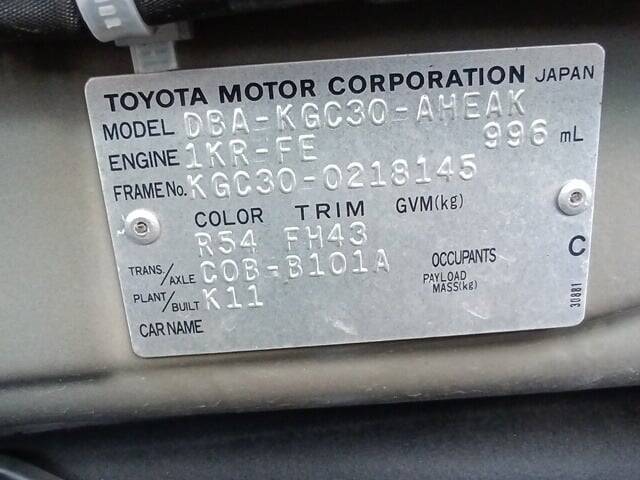 TOYOTA MOTOR CORPORATION JAPAN
MODEL DBA-KGC30-AHEAK
ENGINE 1KR-FE 996 mL
FRAME No. KGC30-0218145
COLOR TRIM GVM(kg)
R54 FH43
TRANS./AXLE C0B-B101A OCCUPANTS C
PLANT/BUILT K11 PAYLOAD MASS(kg)
CAR NAME
30881